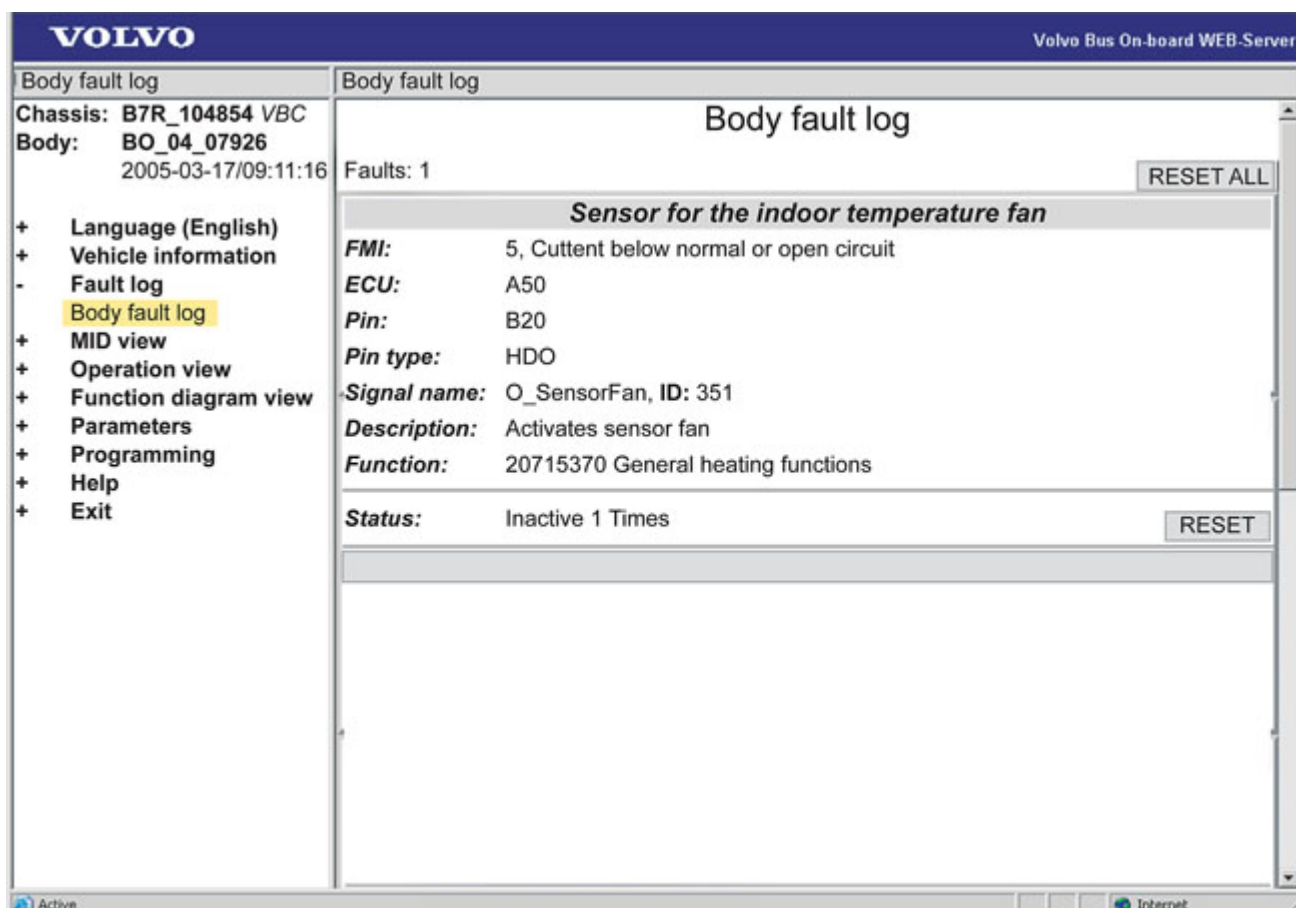 VOLVO
Volvo Bus On-board WEB-Server
Body fault log
Chassis: B7R_104854 VBC
Body: BO_04_07926
2005-03-17/09:11:16
+ Language (English)
+ Vehicle information
- Fault log
Body fault log
+ MID view
+ Operation view
+ Function diagram view
+ Parameters
+ Programming
+ Help
+ Exit
Body fault log
Body fault log
Faults: 1
RESET ALL
Sensor for the indoor temperature fan
FMI: 5, Cuttent below normal or open circuit
ECU: A50
Pin: B20
Pin type: HDO
Signal name: O_SensorFan, ID: 351
Description: Activates sensor fan
Function: 20715370 General heating functions
Status: Inactive 1 Times
RESET
Active
Internet